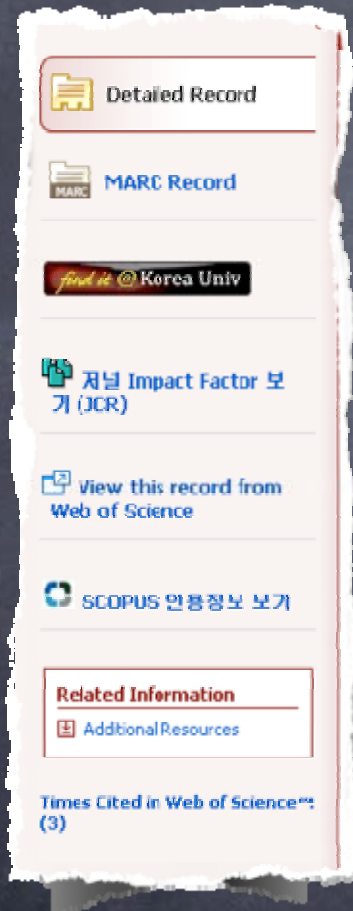 Detailed Record
MARC
MARC Record
find it @ Korea Univ
저널 Impact Factor 보
기 (JCR)
View this record from
Web of Science
SCOPUS 인용정보 보기
Related Information
Additional Resources
Times Cited in Web of Science℠:
(3)